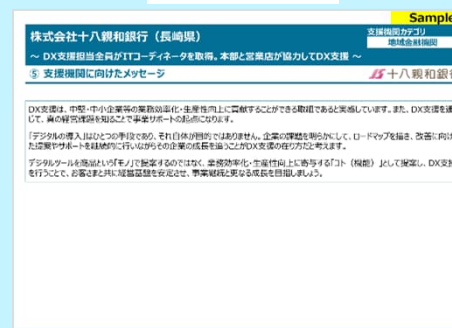 Sample
株式会社十八親和銀行（長崎県）
支援機関カテゴリ
地域金融機関
～ DX支援担当全員がITコーディネータを取得。本部と営業店が協力してDX支援 ～
⑤ 支援機関に向けたメッセージ
十八親和銀行
DX支援は、中堅・中小企業等の業務効率化・生産性向上に貢献することができる取組であると実感しています。また、DX支援を通
じて、真の経営課題を知ることで事業サポートの起点になります。
「デジタルの導入」はひとつの手段であり、それ自体が目的ではありません。企業の課題を明らかにして、ロードマップを描き、改善に向け
た提案やサポートを継続的に行いながらその企業の成長を追うことがDX支援の在り方だと考えます。
デジタルツールを商品という「モノ」で提案するのではなく、業務効率化・生産性向上に寄与する「コト（機能）」として提案し、DX支援
を行うことで、お客さまと共に経営基盤を安定させ、事業継続と更なる成長を目指しましょう。